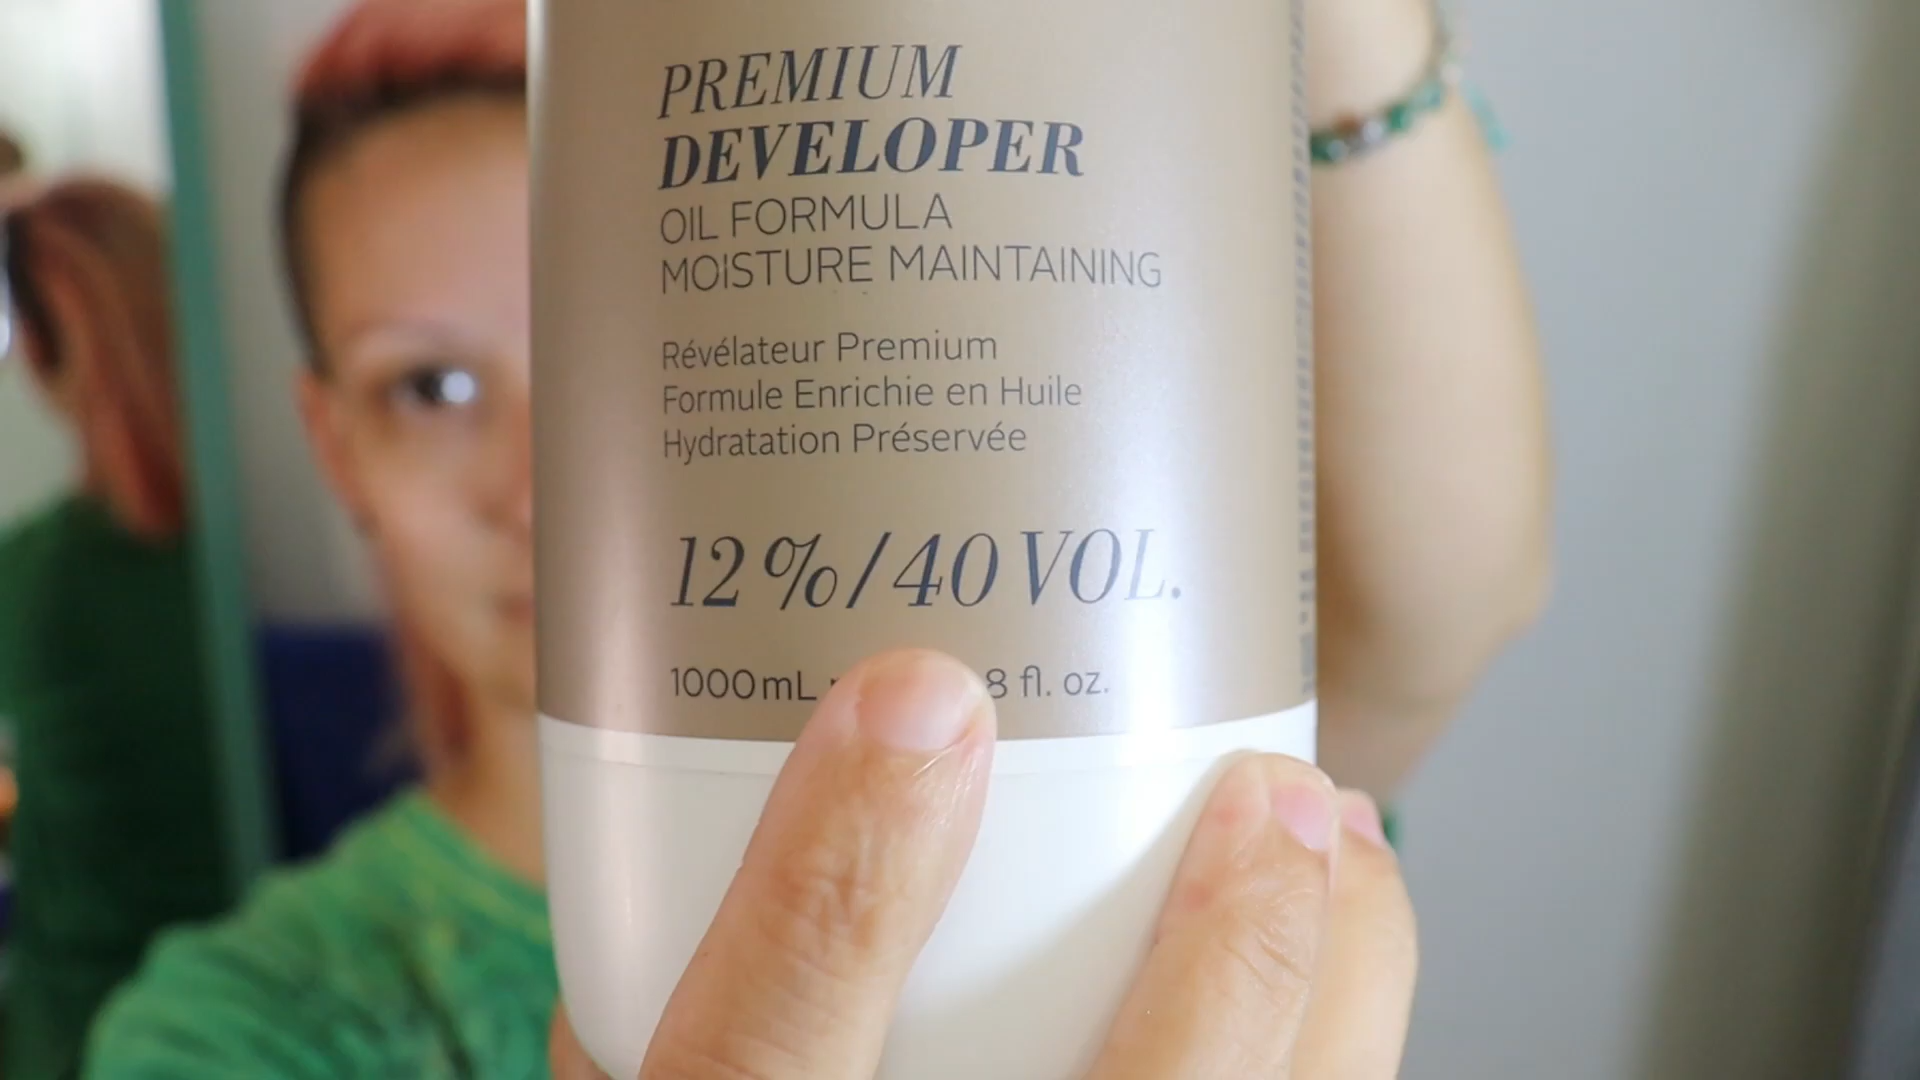 PREMIUM
DEVELOPER
OIL FORMULA
MOISTURE MAINTAINING
Révélateur Premium
Formule Enrichie en Huile
Hydratation Préservée
12%/40 VOL.
1000mL 8 fl. oz.